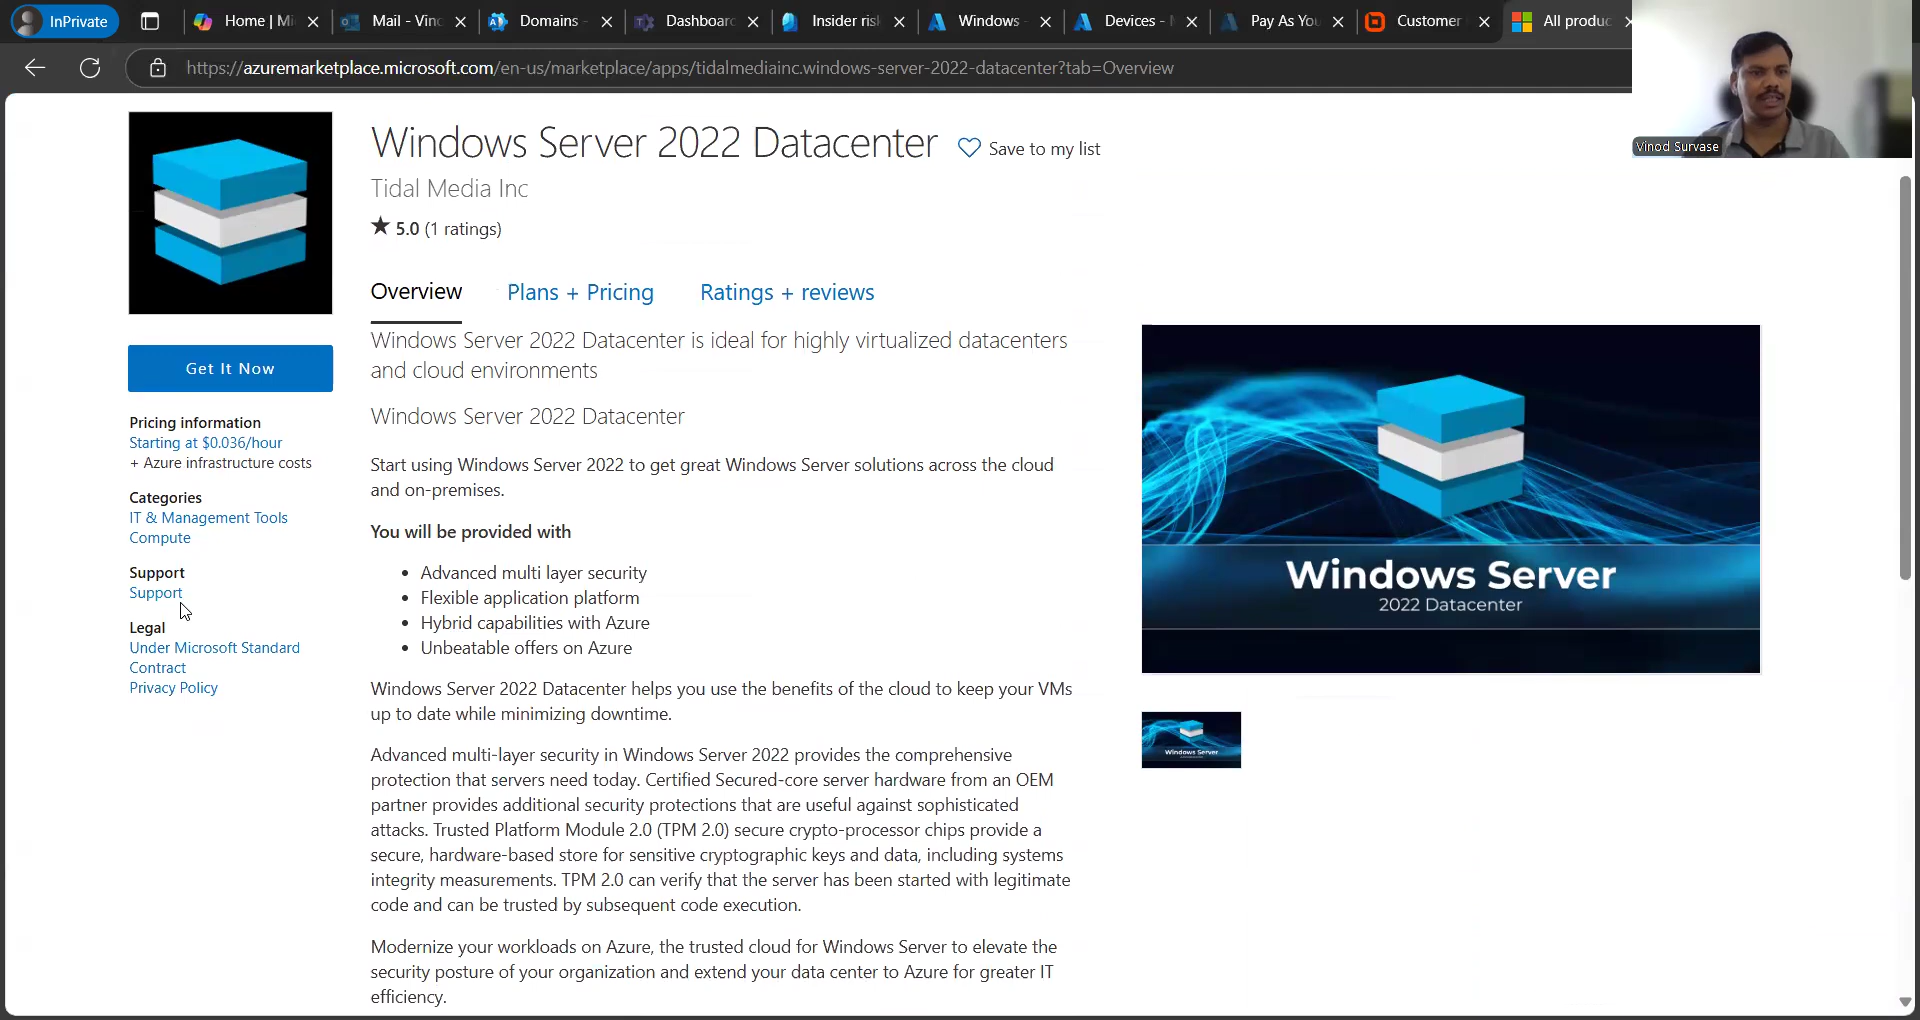 InPrivate
Home | Mi
Mail - Vinc
Domains -
Dashboarc
Insider risk
Windows -
Devices - M
Pay As You
Customer
All produc
https://azuremarketplace.microsoft.com/en-us/marketplace/apps/tidalmediainc.windows-server-2022-datacenter?tab=Overview
Vinod Survase
Windows Server 2022 Datacenter
Save to my list
Tidal Media Inc
5.0 (1 ratings)
Overview
Plans + Pricing
Ratings + reviews
Get It Now
Pricing information
Starting at $0.036/hour
+ Azure infrastructure costs
Categories
IT & Management Tools
Compute
Support
Support
Legal
Under Microsoft Standard
Contract
Privacy Policy
Windows Server 2022 Datacenter is ideal for highly virtualized datacenters
and cloud environments
Windows Server 2022 Datacenter
Start using Windows Server 2022 to get great Windows Server solutions across the cloud
and on-premises.
You will be provided with
• Advanced multi layer security
• Flexible application platform
• Hybrid capabilities with Azure
• Unbeatable offers on Azure
Windows Server 2022 Datacenter helps you use the benefits of the cloud to keep your VMs
up to date while minimizing downtime.
Advanced multi-layer security in Windows Server 2022 provides the comprehensive
protection that servers need today. Certified Secured-core server hardware from an OEM
partner provides additional security protections that are useful against sophisticated
attacks. Trusted Platform Module 2.0 (TPM 2.0) secure crypto-processor chips provide a
secure, hardware-based store for sensitive cryptographic keys and data, including systems
integrity measurements. TPM 2.0 can verify that the server has been started with legitimate
code and can be trusted by subsequent code execution.
Modernize your workloads on Azure, the trusted cloud for Windows Server to elevate the
security posture of your organization and extend your data center to Azure for greater IT
efficiency.
Windows Server
2022 Datacenter
Windows Server